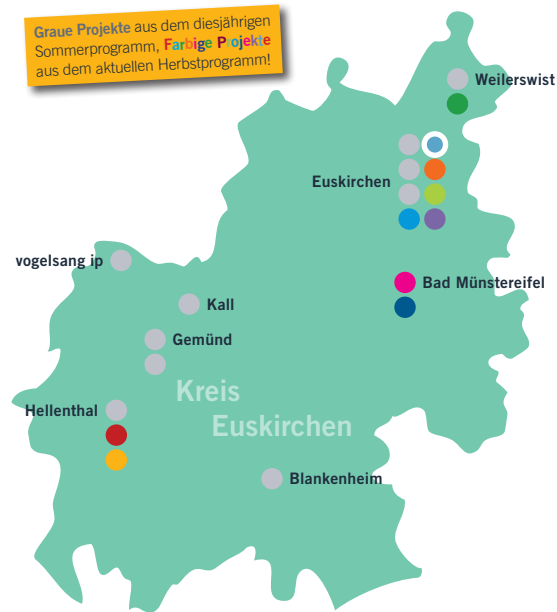 Graue Projekte aus dem diesjährigen
Sommerprogramm, Farbige Projekte
aus dem aktuellen Herbstprogramm!
Weilerswist
Euskirchen
vogelsang ip
Bad Münstereifel
Kall
Gemünd
Kreis
Euskirchen
Hellenthal
Blankenheim